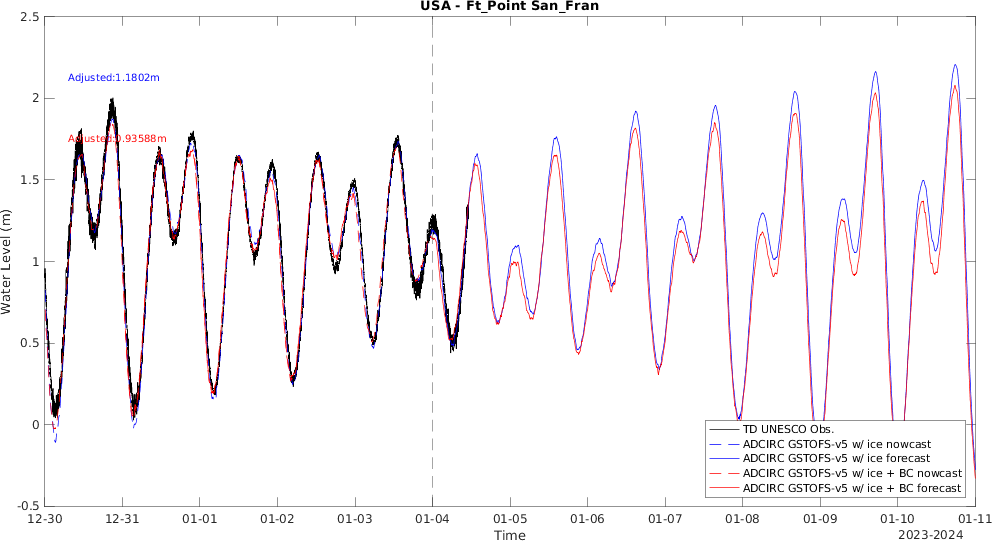 USA - Ft_Point San_Fran
2.5
2
1.5
1
0.5
0
-0.5
Water Level (m)
Adjusted:1.1802m
Adjusted:0.93588m
TD UNESCO Obs.
ADCIRC GSTOFS-v5 w/ ice nowcast
ADCIRC GSTOFS-v5 w/ ice forecast
ADCIRC GSTOFS-v5 w/ ice + BC nowcast
ADCIRC GSTOFS-v5 w/ ice + BC forecast
12-30 12-31 01-01 01-02 01-03 01-04 01-05 01-06 01-07 01-08 01-09 01-10 01-11
Time
2023-2024